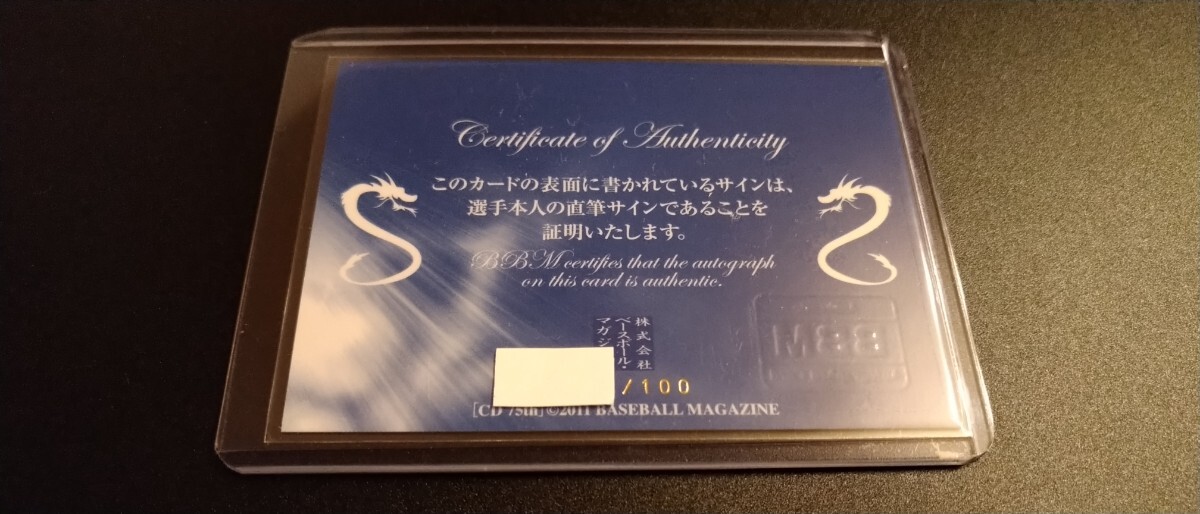 Certificate of Authenticity
このカードの表面に書かれているサインは、
選手本人の直筆サインであることを
証明いたします。
BBM certifies that the autograph
on this card is authentic.
株式会社
ベースボール・
マガジ
/100
[CD 75th] ©2011 BASEBALL MAGAZINE
BBM